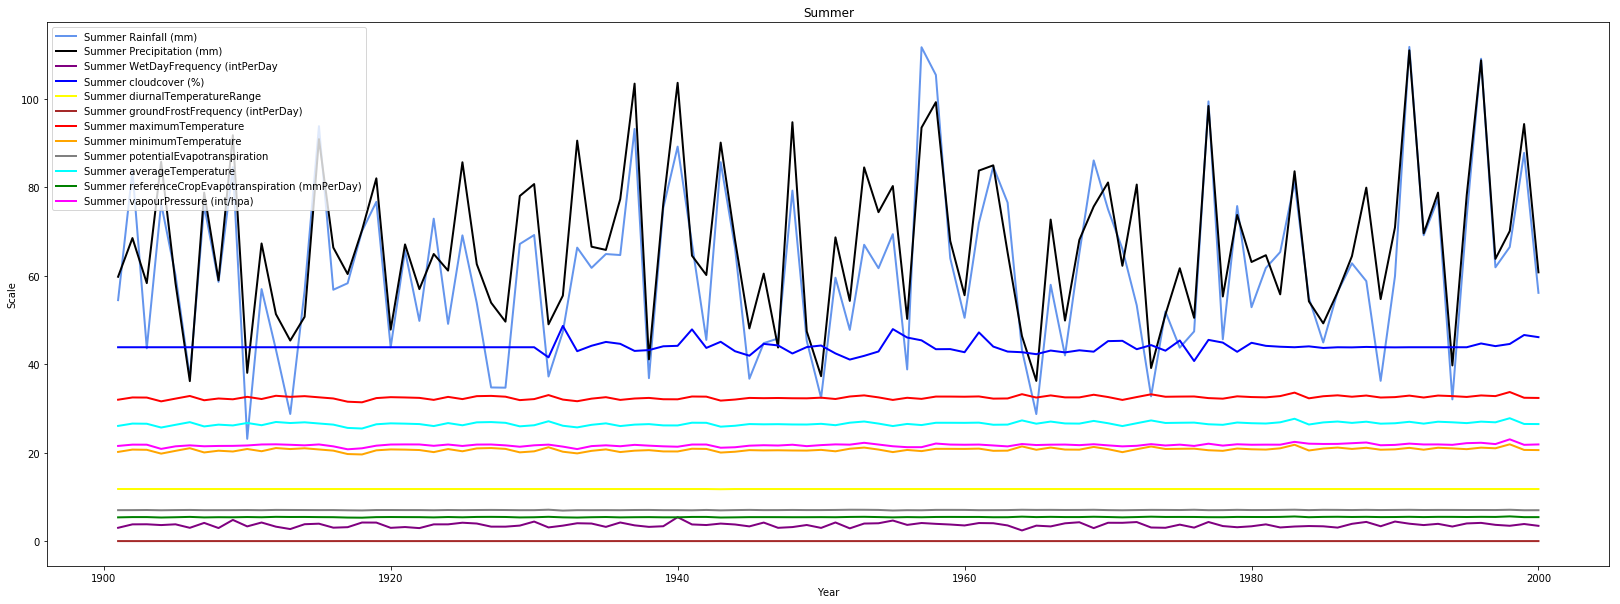 Summer
Summer Rainfall (mm)
Summer Precipitation (mm)
Summer WetDayFrequency (intPerDay
Summer cloudcover (%)
Summer diurnalTemperatureRange
Summer groundFrostFrequency (intPerDay)
Summer maximumTemperature
Summer minimumTemperature
Summer potentialEvapotranspiration
Summer averageTemperature
Summer referenceCropEvapotranspiration (mmPerDay)
Summer vapourPressure (int/hpa)
100
80
60
40
20
0
Scale
1900
1920
1940
1960
1980
2000
Year